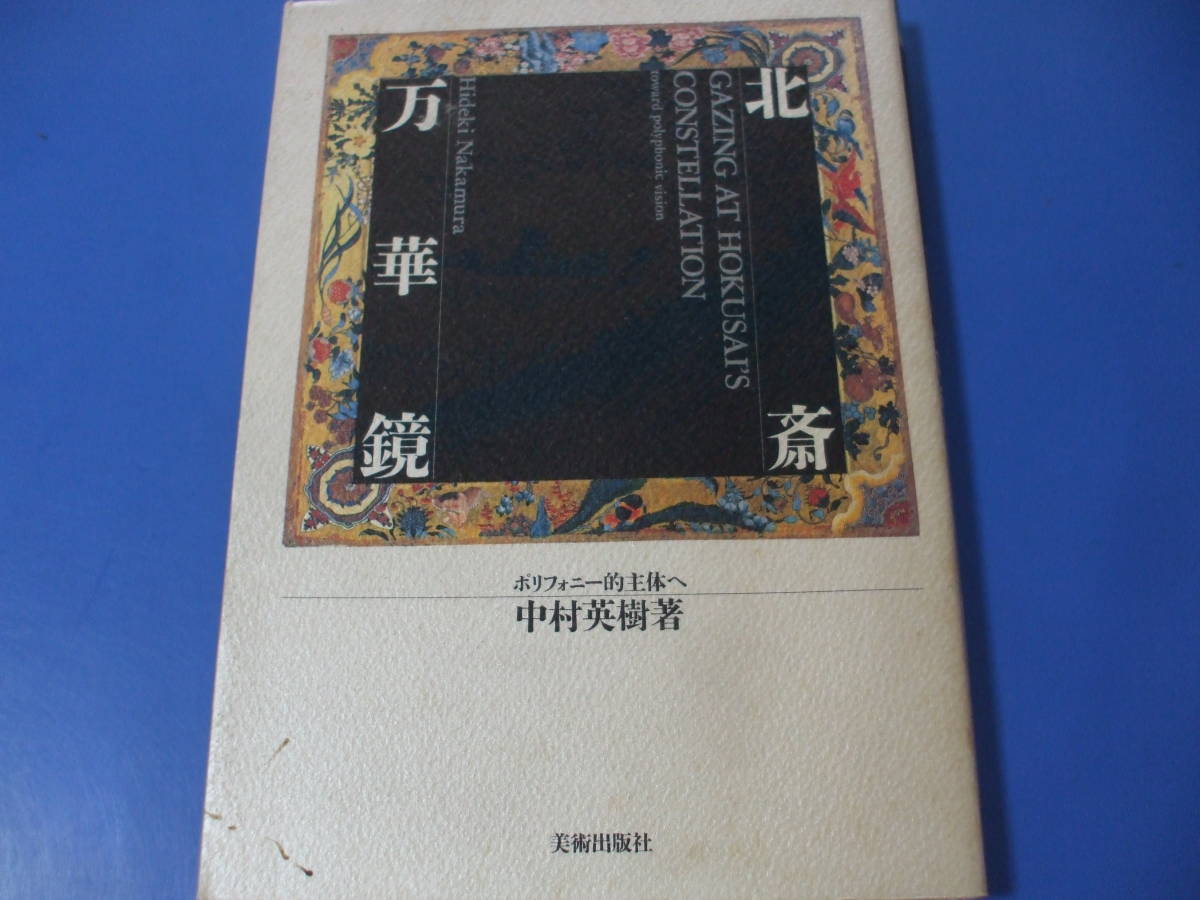 北斎
GAZING AT HOKUSAI'S
CONSTELLATION
toward polyphonic vision
Hideki Nakamura
万華鏡
ポリフォニー的主体へ
中村英樹著
美術出版社